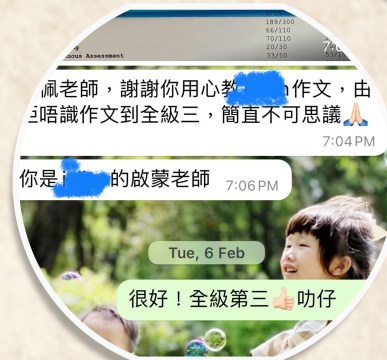 189/300
66/110
70/110
20/30
33/50
ious Assessment
佩老師，謝謝你用心教 作文，由
唔識作文到全級三，簡直不可思議🙏🏻
7:04 PM
你是 的啟蒙老師 7:06 PM
Tue, 6 Feb
很好！全級第三👍🏻叻仔